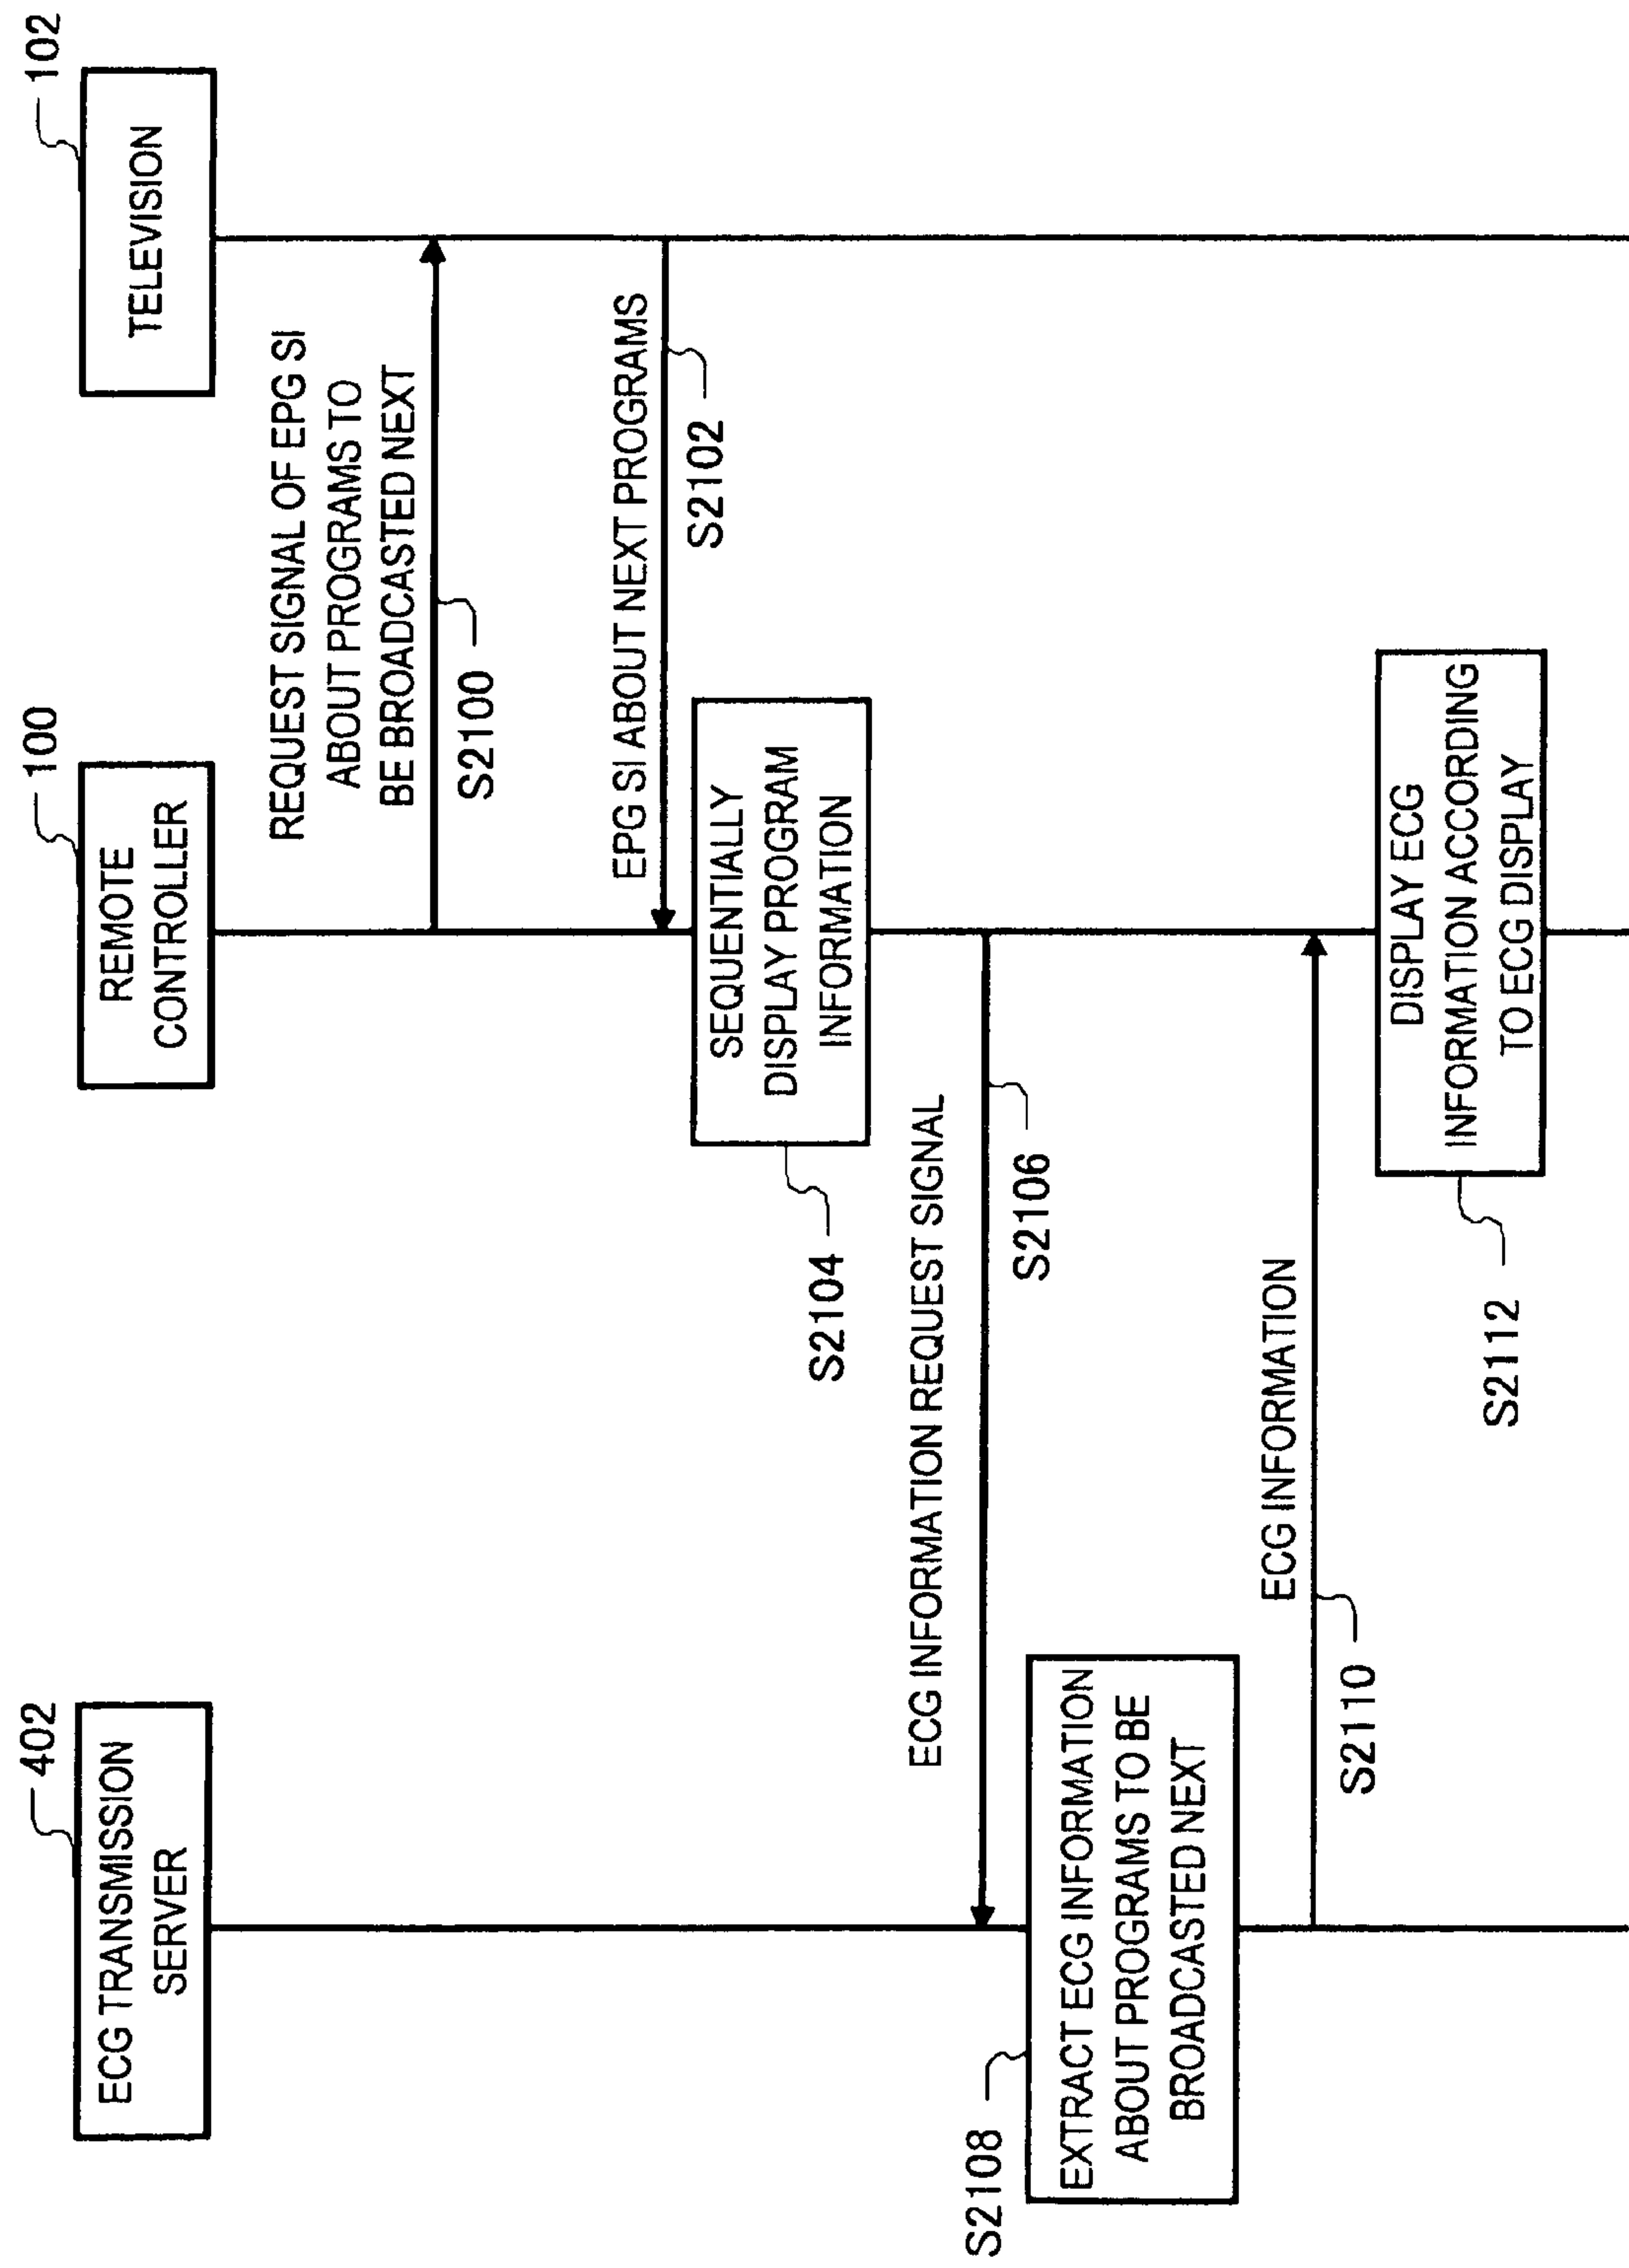 ECG TRANSMISSION
SERVER
402
REMOTE
CONTROLLER
100
TELEVISION
102
REQUEST SIGNAL OF EPG SI
ABOUT PROGRAMS TO
BE BROADCASTED NEXT
S2100
EPG SI ABOUT NEXT PROGRAMS
S2102
SEQUENTIALLY
DISPLAY PROGRAM
INFORMATION
S2104
ECG INFORMATION REQUEST SIGNAL
S2106
S2108
EXTRACT ECG INFORMATION
ABOUT PROGRAMS TO BE
BROADCASTED NEXT
ECG INFORMATION
S2110
DISPLAY ECG
INFORMATION ACCORDING
TO ECG DISPLAY
S2112